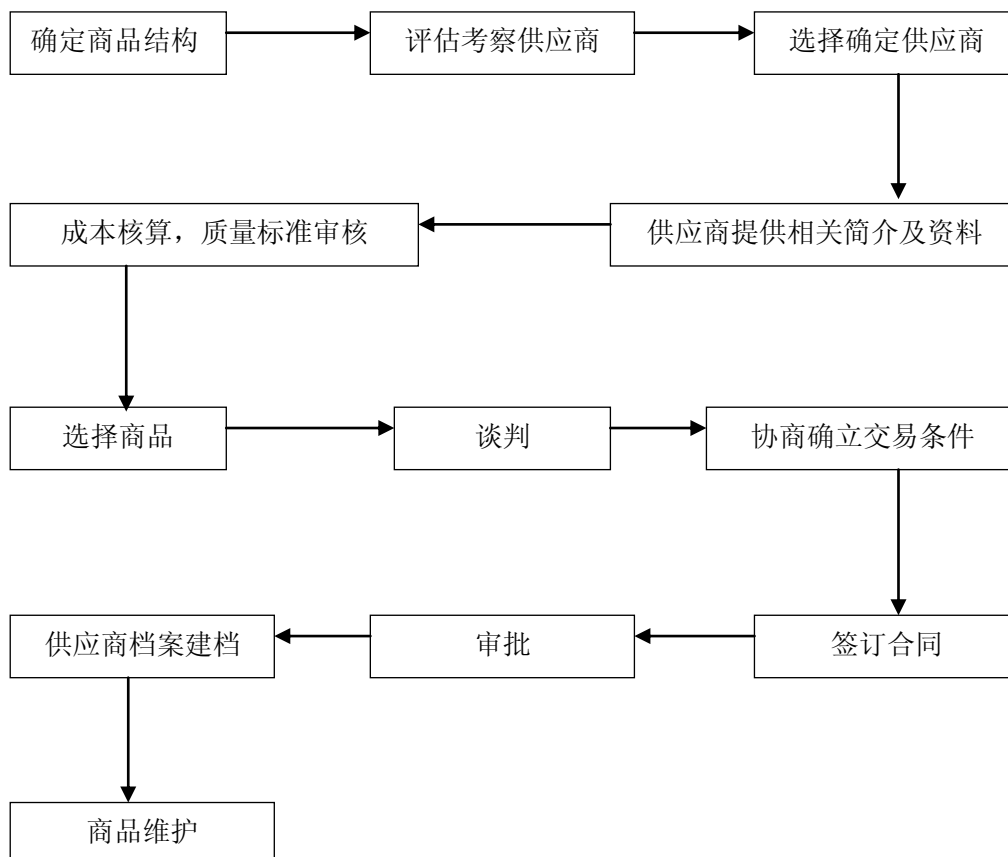 确定商品结构
评估考察供应商
选择确定供应商
供应商提供相关简介及资料
成本核算，质量标准审核
选择商品
谈判
协商确立交易条件
签订合同
审批
供应商档案建档
商品维护